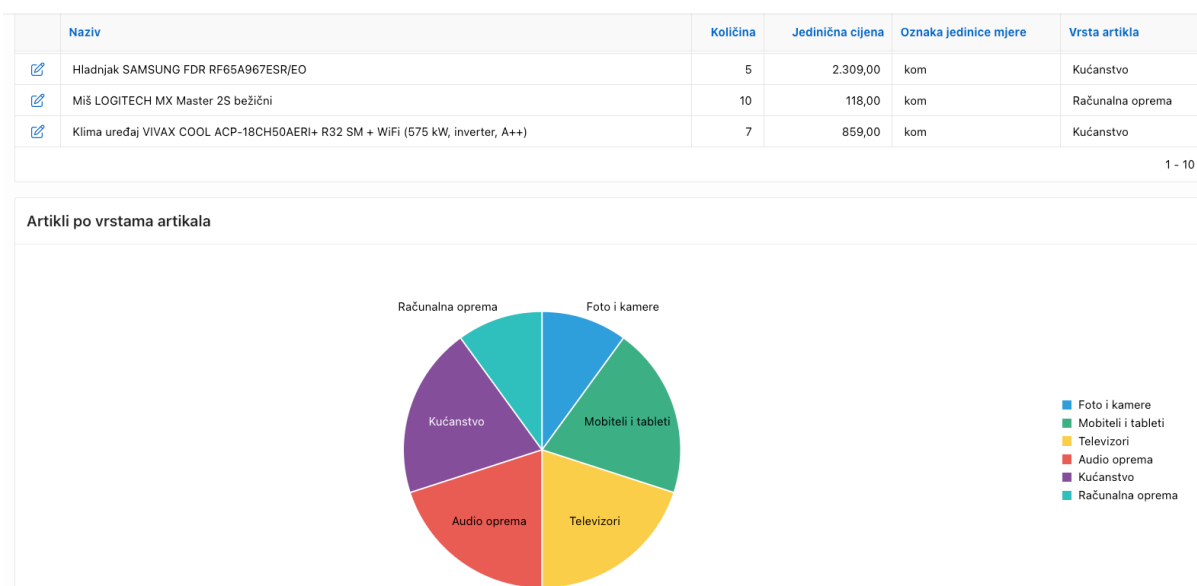 Naziv Količina Jedinična cijena Oznaka jedinice mjere Vrsta artikla
Hladnjak SAMSUNG FDR RF65A967ESR/EO 5 2.309,00 kom Kućanstvo
Miš LOGITECH MX Master 2S bežični 10 118,00 kom Računalna oprema
Klima uređaj VIVAX COOL ACP-18CH50AERI+ R32 SM + WiFi (575 kW, inverter, A++) 7 859,00 kom Kućanstvo
1 - 10
Artikli po vrstama artikala
Računalna oprema Foto i kamere
Kućanstvo Mobiteli i tableti
Audio oprema Televizori
Foto i kamere
Mobiteli i tableti
Televizori
Audio oprema
Kućanstvo
Računalna oprema